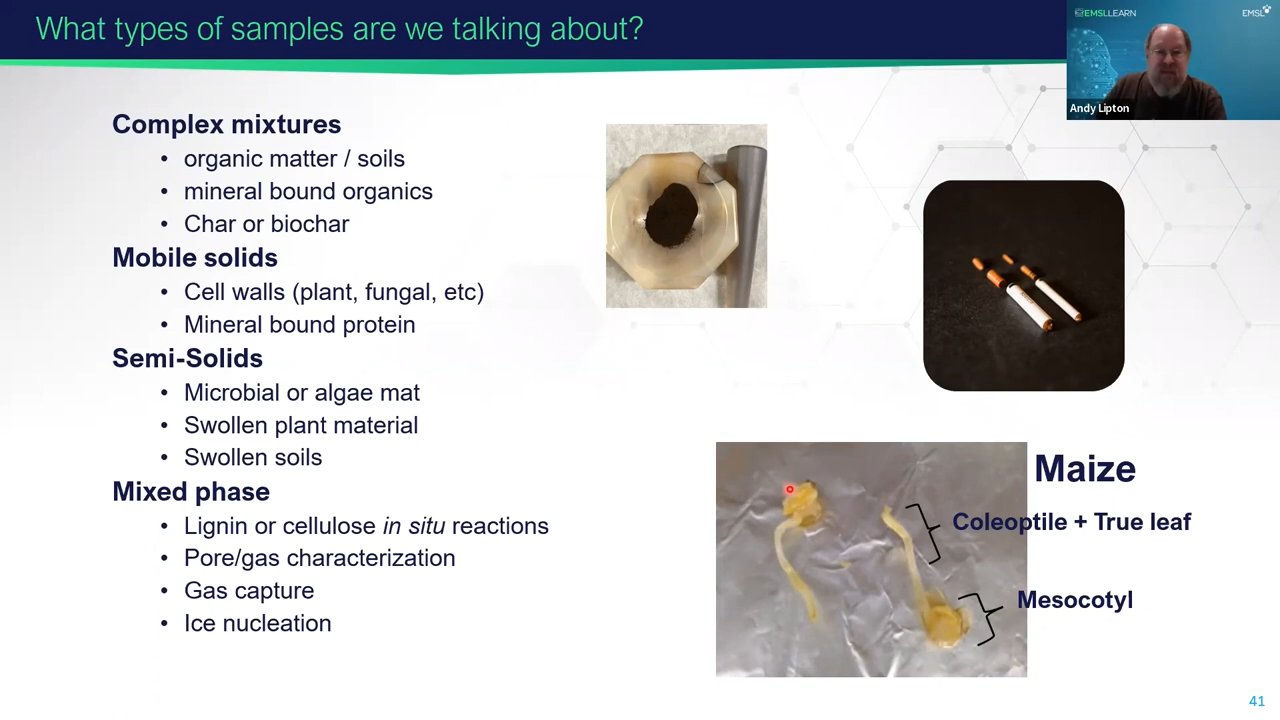 What types of samples are we talking about?
EMSLLEARN
EMSL
Andy Lipton
Complex mixtures
• organic matter / soils
• mineral bound organics
• Char or biochar
Mobile solids
• Cell walls (plant, fungal, etc)
• Mineral bound protein
Semi-Solids
• Microbial or algae mat
• Swollen plant material
• Swollen soils
Mixed phase
• Lignin or cellulose in situ reactions
• Pore/gas characterization
• Gas capture
• Ice nucleation
Maize
Coleoptile + True leaf
Mesocotyl
41